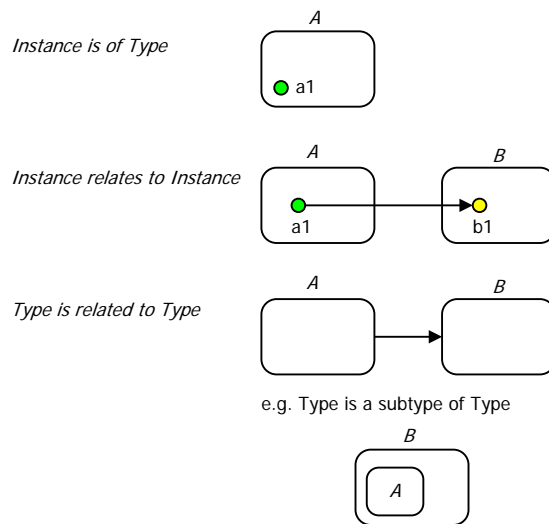 A
Instance is of Type
a1
A
B
Instance relates to Instance
a1
b1
A
B
Type is related to Type
e.g. Type is a subtype of Type
B
A